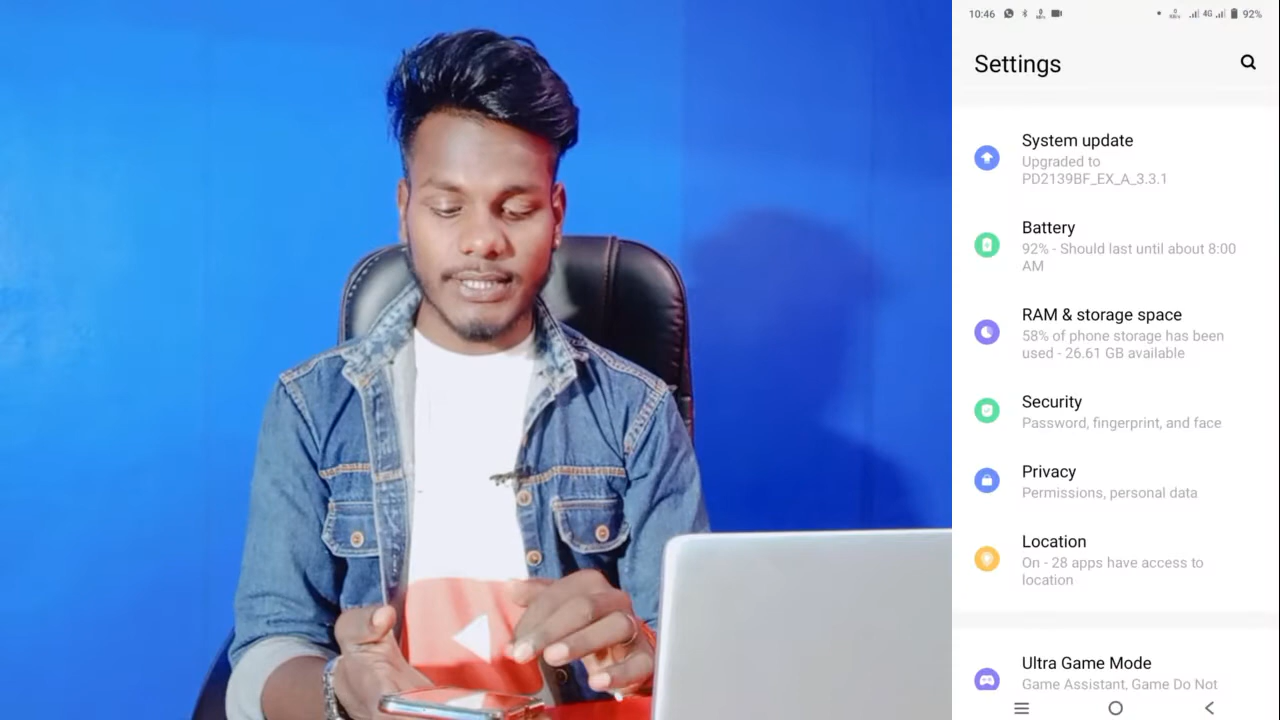 10:46
4G
92%
Settings
System update
Upgraded to
PD2139BF_EX_A_3.3.1
Battery
92% - Should last until about 8:00
AM
RAM & storage space
58% of phone storage has been
used - 26.61 GB available
Security
Password, fingerprint, and face
Privacy
Permissions, personal data
Location
On - 28 apps have access to
location
Ultra Game Mode
Game Assistant, Game Do Not